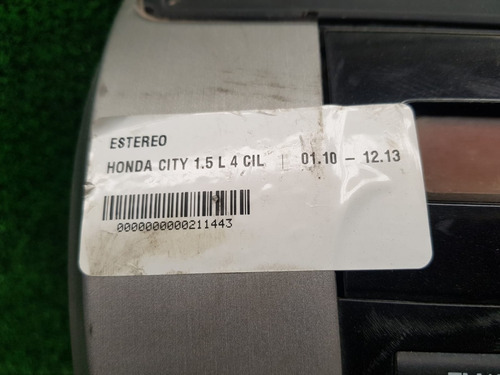 ESTEREO
HONDA CITY 1.5 L 4 CIL | 01.10 – 12.13
0000000000211443